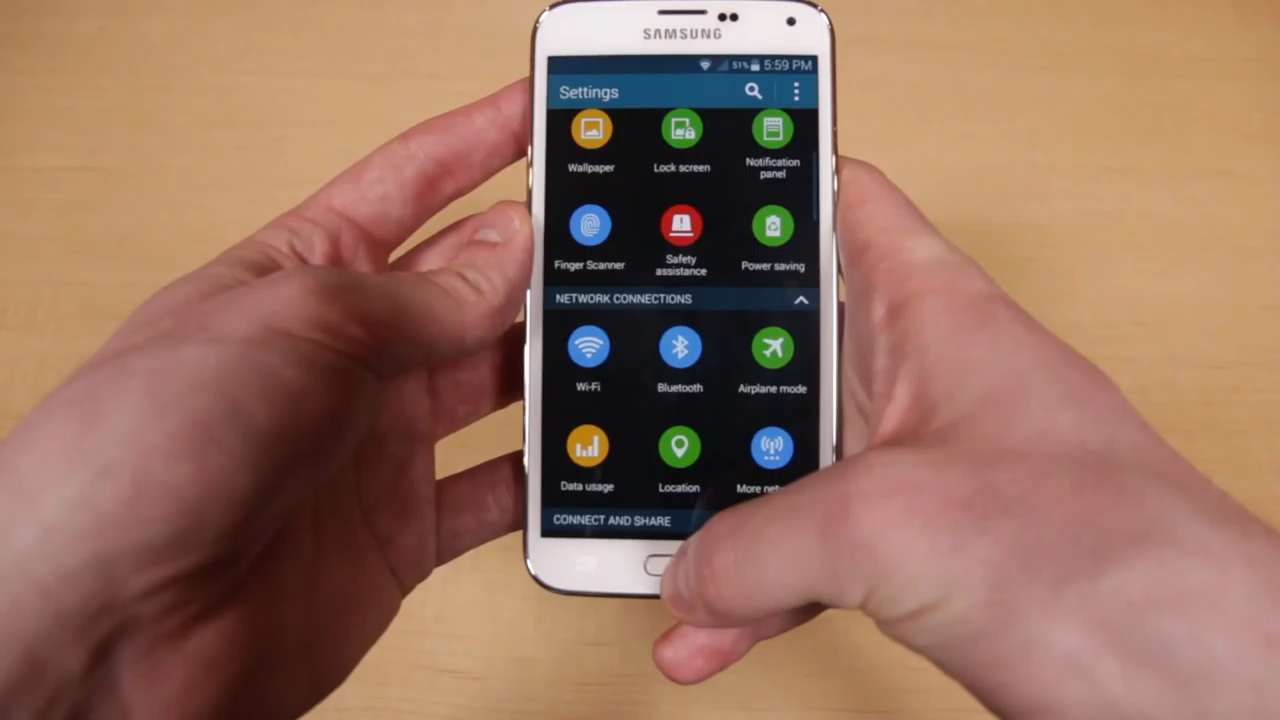 SAMSUNG
51% 5:59 PM
Settings
Wallpaper Lock screen Notification panel
Finger Scanner Safety assistance Power saving
NETWORK CONNECTIONS
Wi-Fi Bluetooth Airplane mode
Data usage Location More
CONNECT AND SHARE